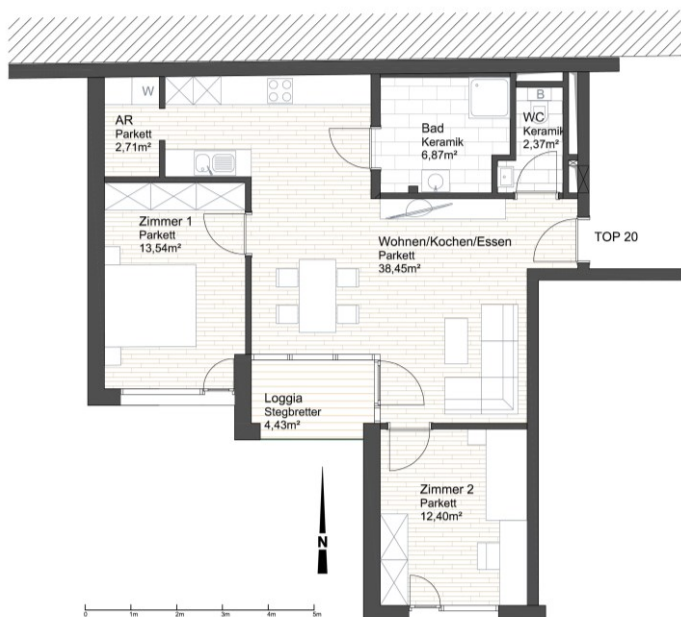 W
AR
Parkett
2,71m²
Bad
Keramik
6,87m²
B
WC
Keramik
2,37m²
Zimmer 1
Parkett
13,54m²
Wohnen/Kochen/Essen
Parkett
38,45m²
TOP 20
Loggia
Stegbretter
4,43m²
Zimmer 2
Parkett
12,40m²
N
0 1m 2m 3m 4m 5m